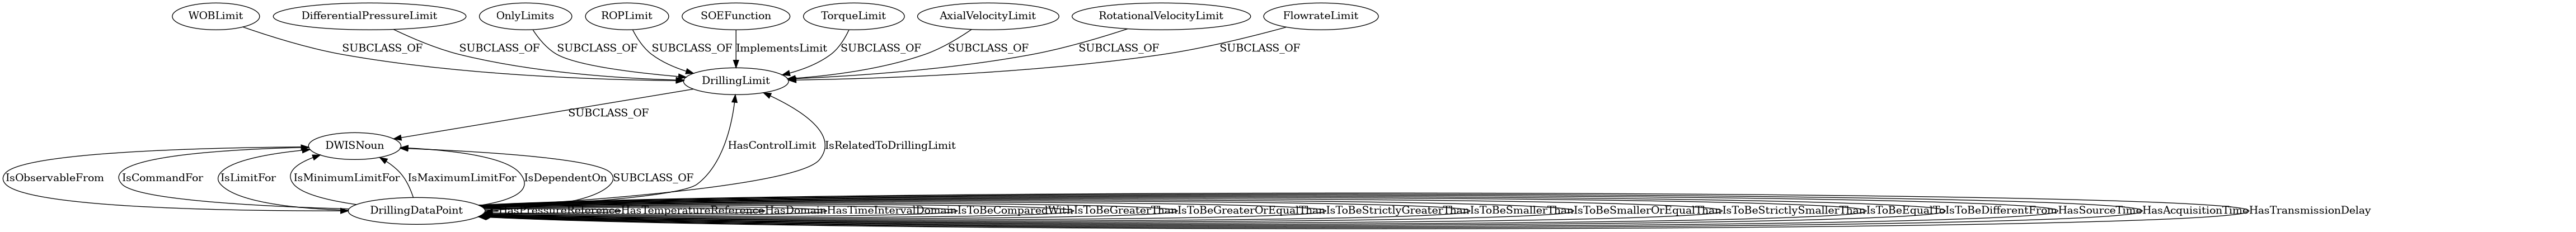 WOBLimit
DifferentialPressureLimit
OnlyLimits
ROPLimit
SOEFunction
TorqueLimit
AxialVelocityLimit
RotationalVelocityLimit
FlowrateLimit
SUBCLASS_OF
SUBCLASS_OF
SUBCLASS_OF
SUBCLASS_OF
ImplementsLimit
SUBCLASS_OF
SUBCLASS_OF
SUBCLASS_OF
SUBCLASS_OF
DrillingLimit
SUBCLASS_OF
DWISNoun
HasControlLimit
IsRelatedToDrillingLimit
IsObservableFrom
IsCommandFor
IsLimitFor
IsMinimumLimitFor
IsMaximumLimitFor
IsDependentOn
SUBCLASS_OF
DrillingDataPoint
HasPressureReference
HasTemperatureReference
HasDomain
HasTimeIntervalDomain
IsToBeComparedWith
IsToBeGreaterThan
IsToBeGreaterOrEqualThan
IsToBeStrictlyGreaterThan
IsToBeSmallerThan
IsToBeSmallerOrEqualThan
IsToBeStrictlySmallerThan
IsToBeEqualTo
IsToBeDifferentFrom
HasSourceTime
HasAcquisitionTime
HasTransmissionDelay